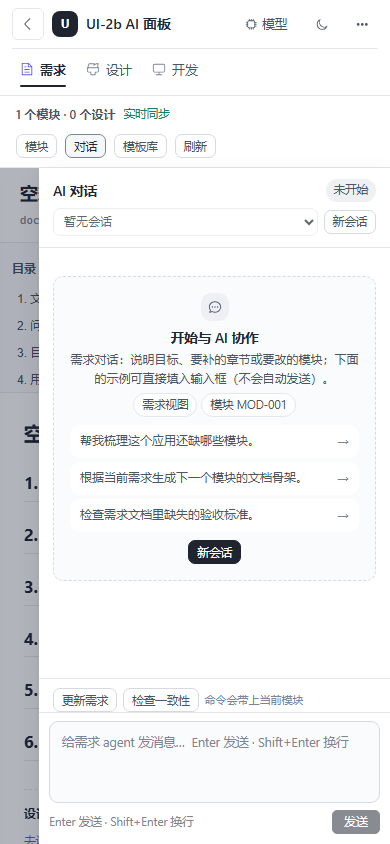 U UI-2b AI 面板 模型
需求 设计 开发
1 个模块 · 0 个设计 实时同步
模块 对话 模板库 刷新
空
doc
AI 对话 未开始
暂无会话 新会话
目录
1. 文
2. 问
3. 目
4. 用
开始与 AI 协作
需求对话：说明目标、要补的章节或要改的模块；下面
的示例可直接填入输入框（不会自动发送）。
需求视图 模块 MOD-001
帮我梳理这个应用还缺哪些模块。 →
根据当前需求生成下一个模块的文档骨架。 →
检查需求文档里缺失的验收标准。 →
新会话
空
1.
2.
3.
4.
5.
6.
更新需求 检查一致性 命令会带上当前模块
给需求 agent 发消息... Enter 发送 · Shift+Enter 换行
Enter 发送 · Shift+Enter 换行 发送
设
去